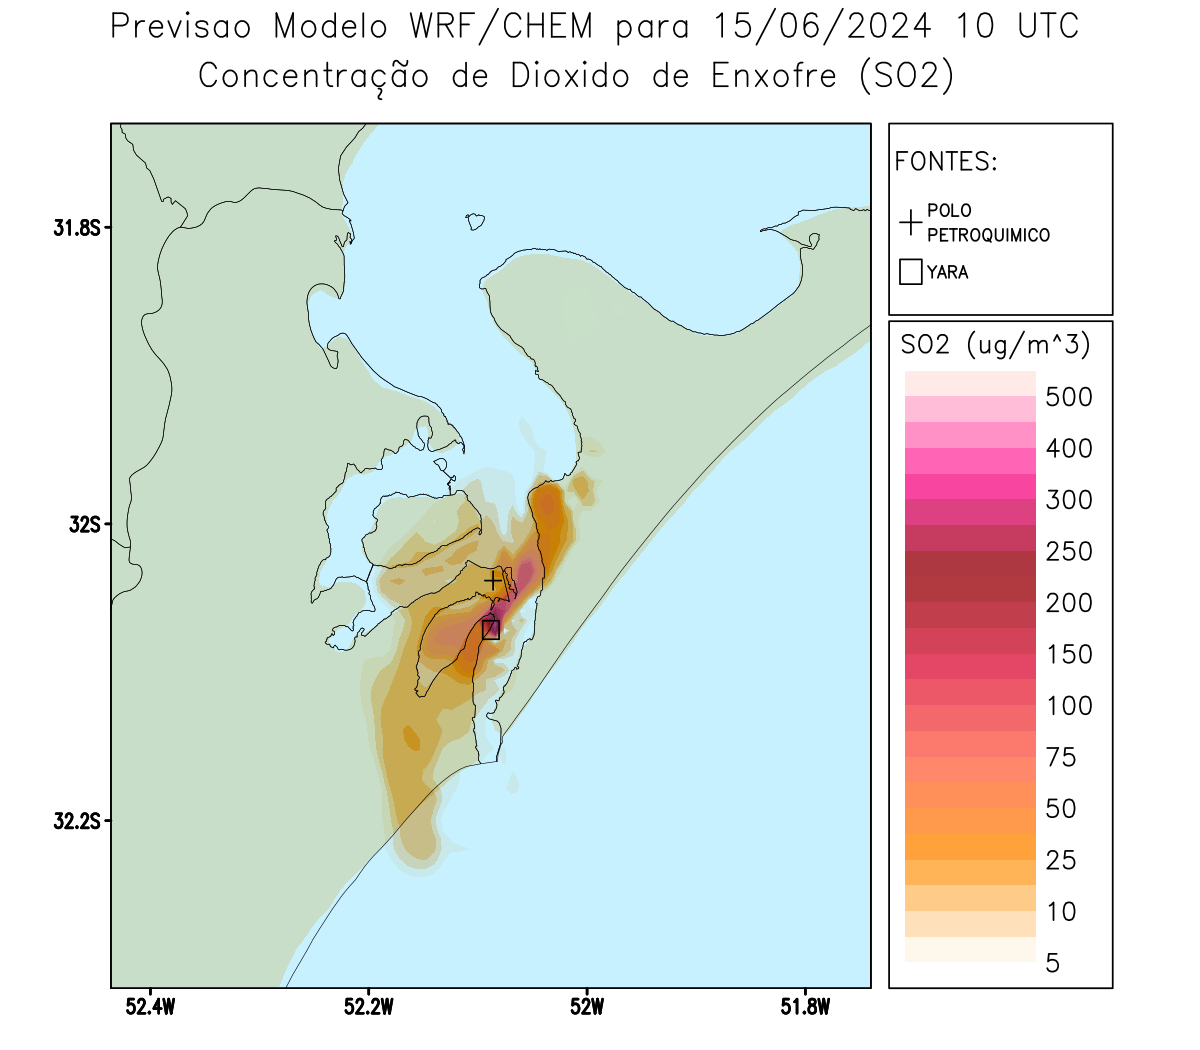 Previsao Modelo WRF/CHEM para 15/06/2024 10 UTC
Concentração de Dioxido de Enxofre (SO2)
FONTES:
POLO
PETROQUIMICO
YARA
SO2 (ug/m^3)
500
400
300
250
200
150
100
75
50
25
10
5
31.8S
32S
32.2S
52.4W
52.2W
52W
51.8W